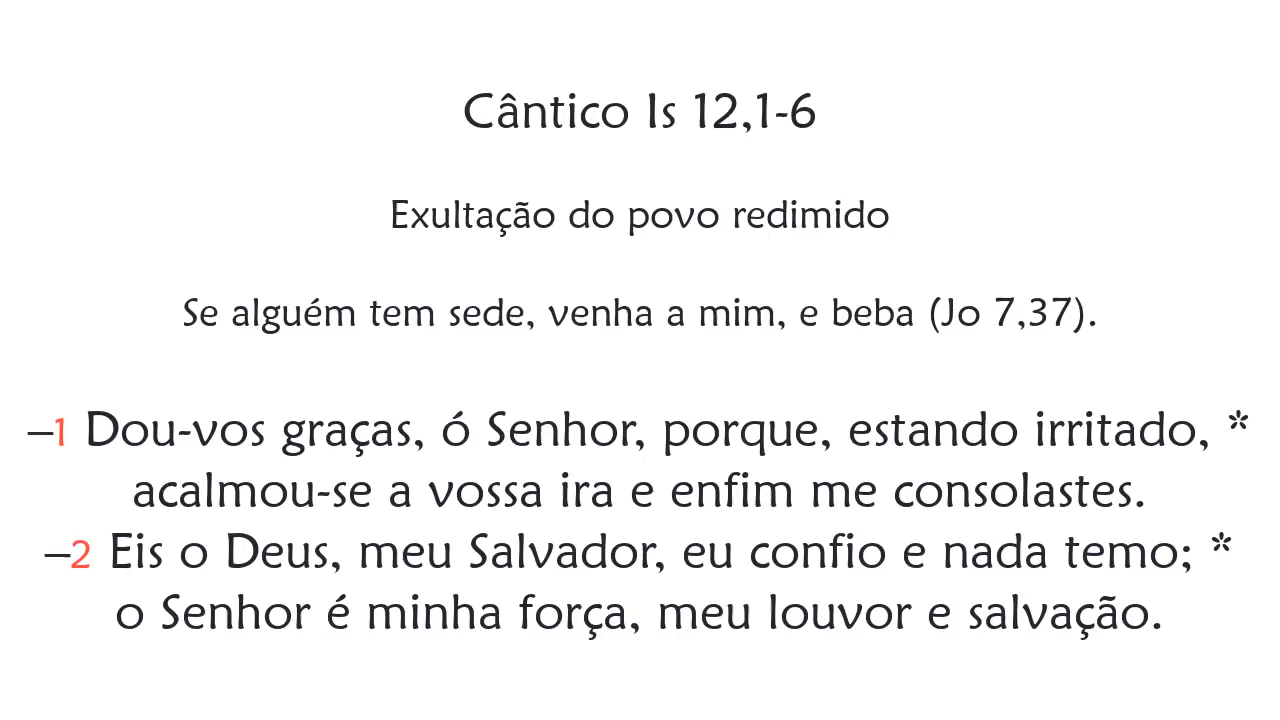 Cântico Is 12,1-6
Exultação do povo redimido
Se alguém tem sede, venha a mim, e beba (Jo 7,37).
–1 Dou-vos graças, ó Senhor, porque, estando irritado, *
acalmou-se a vossa ira e enfim me consolastes.
–2 Eis o Deus, meu Salvador, eu confio e nada temo; *
o Senhor é minha força, meu louvor e salvação.